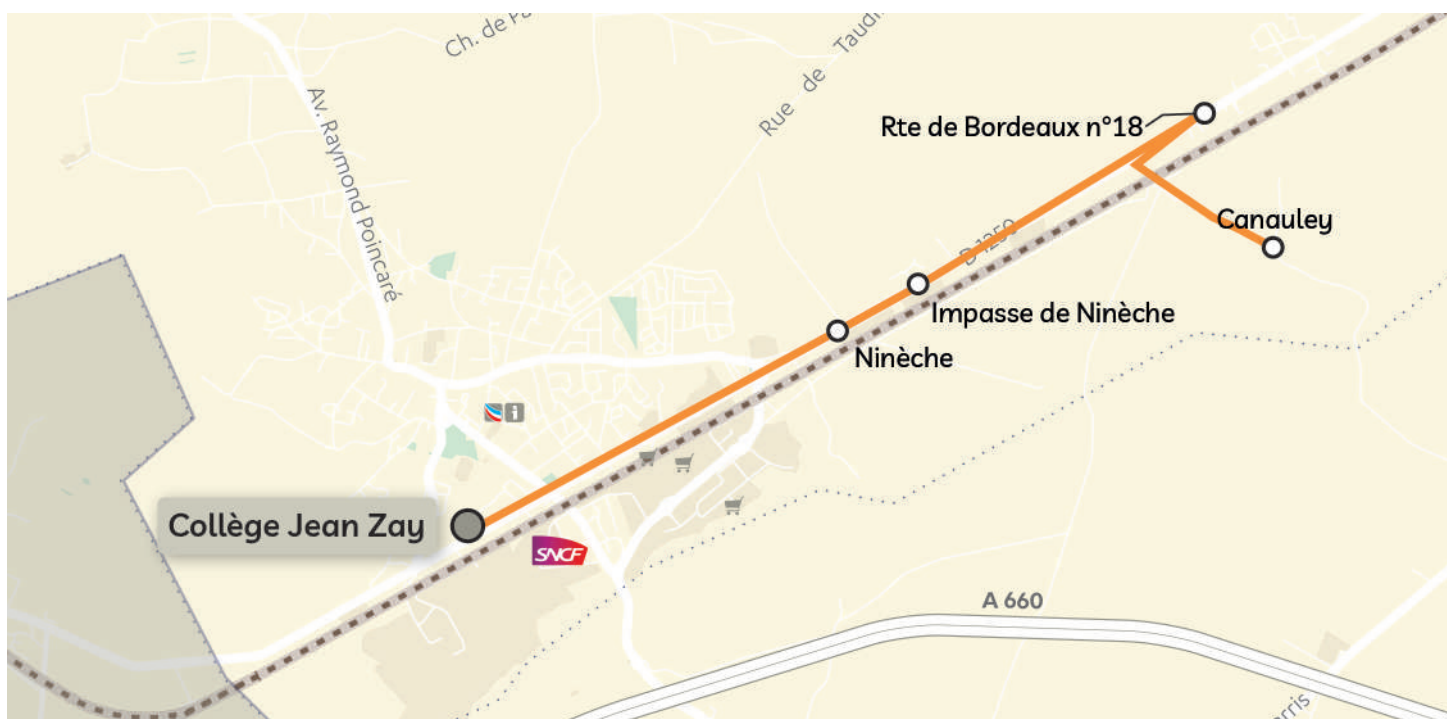 Ch. de
Av. Raymond Poincaré
Rue de
Rte de Bordeaux n°18
Canauley
D 1250
Impasse de Ninèche
Ninèche
i
Collège Jean Zay
SNCF
A 660